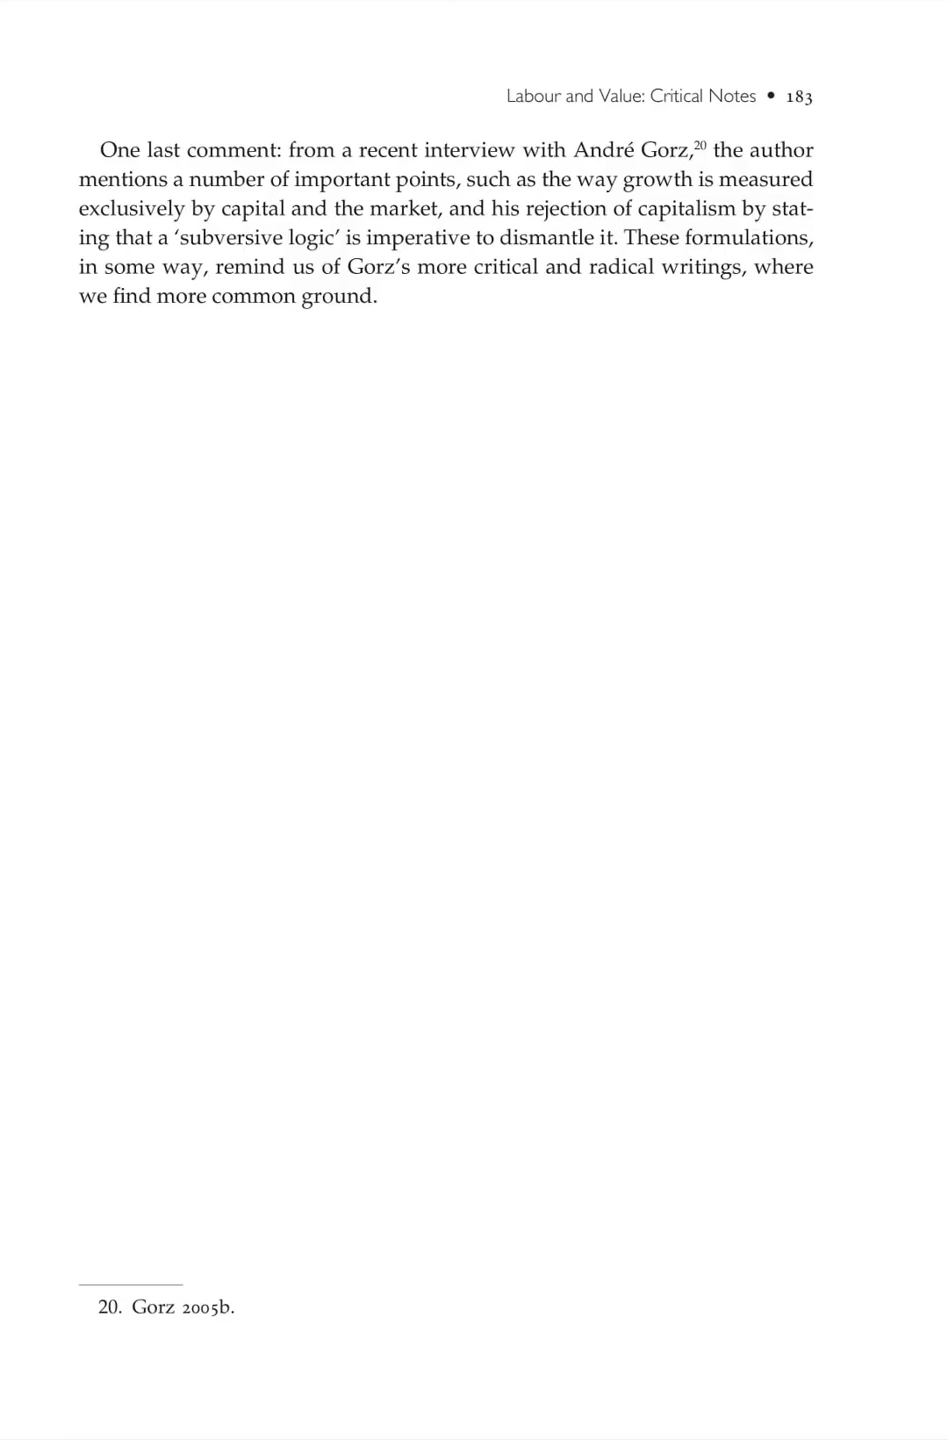 Labour and Value: Critical Notes • 183
One last comment: from a recent interview with André Gorz,20 the author
mentions a number of important points, such as the way growth is measured
exclusively by capital and the market, and his rejection of capitalism by stat-
ing that a ‘subversive logic’ is imperative to dismantle it. These formulations,
in some way, remind us of Gorz’s more critical and radical writings, where
we find more common ground.
20. Gorz 2005b.